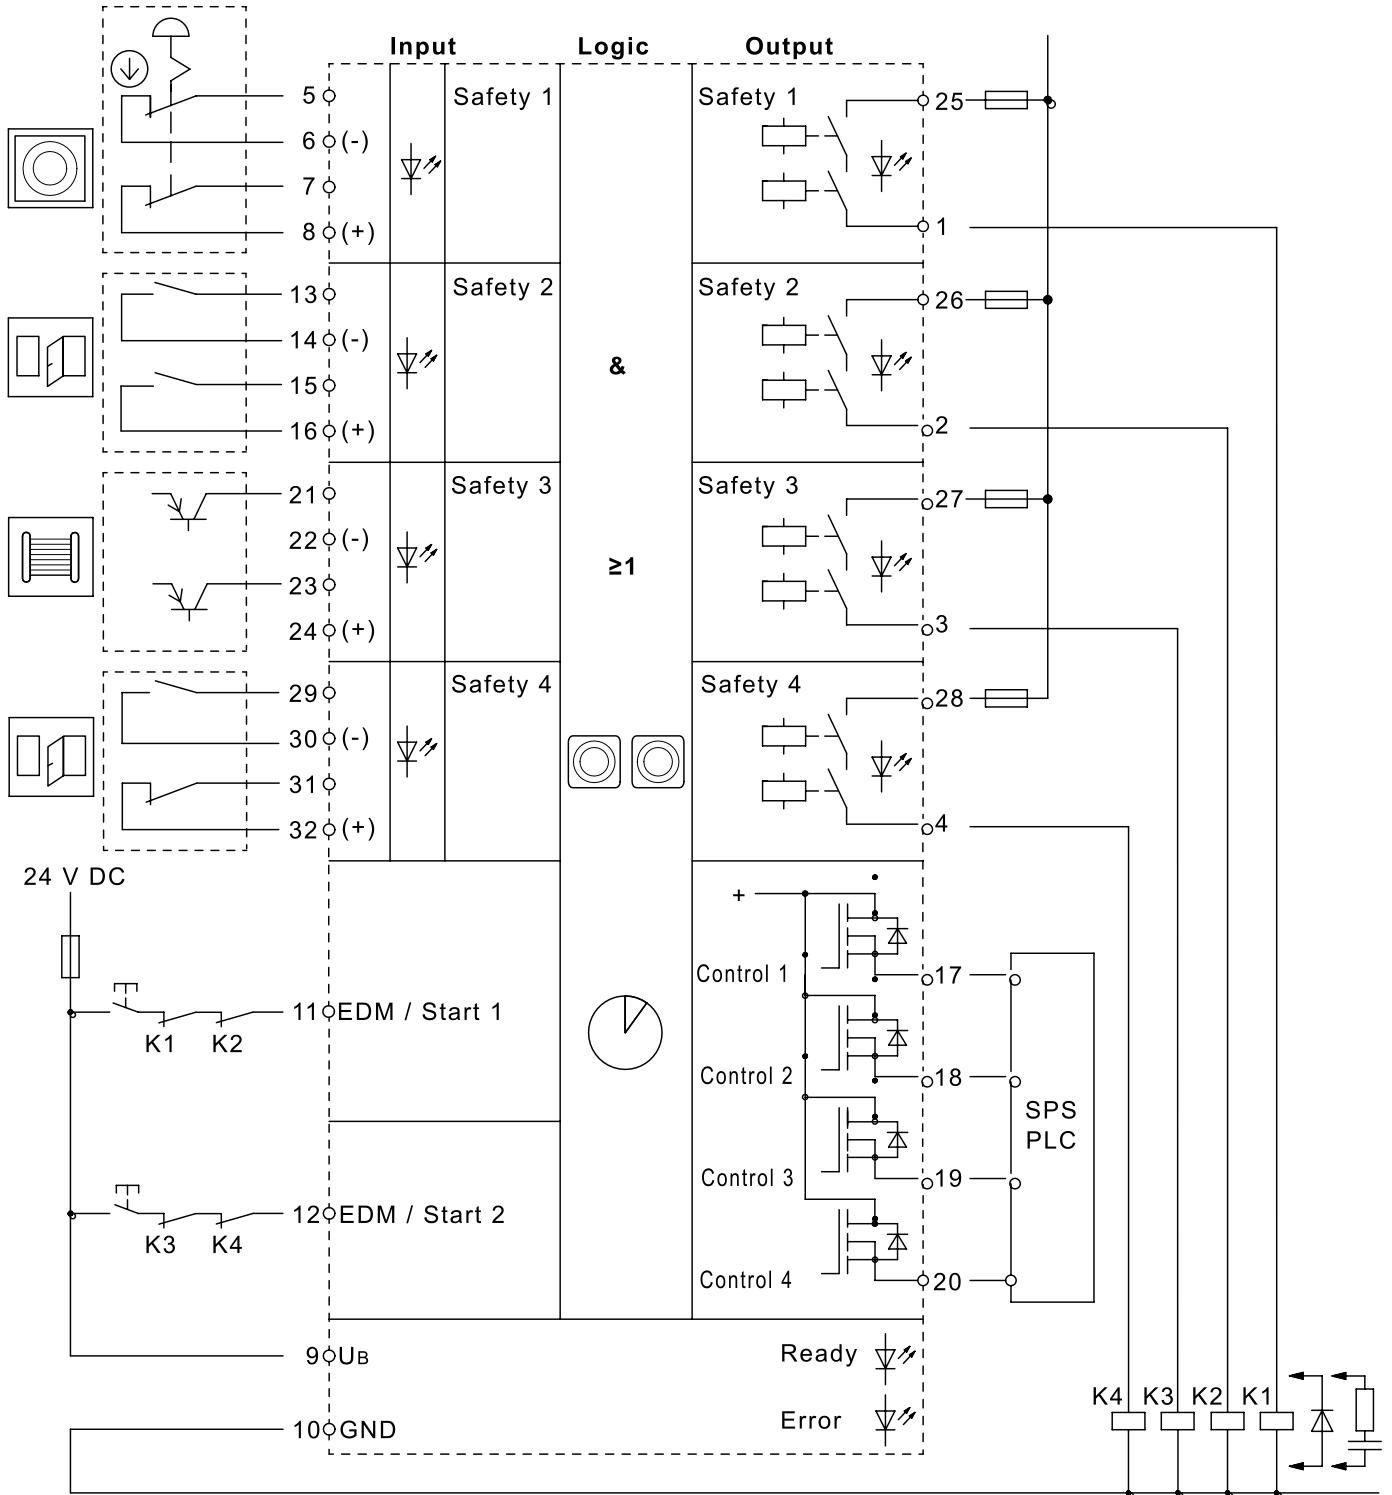 Input Logic Output
5 Safety 1 Safety 1 25
6 (-)
7
8 (+) 1
13 Safety 2 Safety 2 26
14 (-)
&
15
16 (+) 2
21 Safety 3 Safety 3 27
22 (-)
≥1
23
24 (+) 3
29 Safety 4 Safety 4 28
30 (-)
31
32 (+) 4
24 V DC
+
Control 1 17
11 EDM / Start 1
K1 K2
Control 2 18
SPS
PLC
Control 3 19
12 EDM / Start 2
K3 K4
Control 4 20
9 UB Ready
K4 K3 K2 K1
10 GND Error